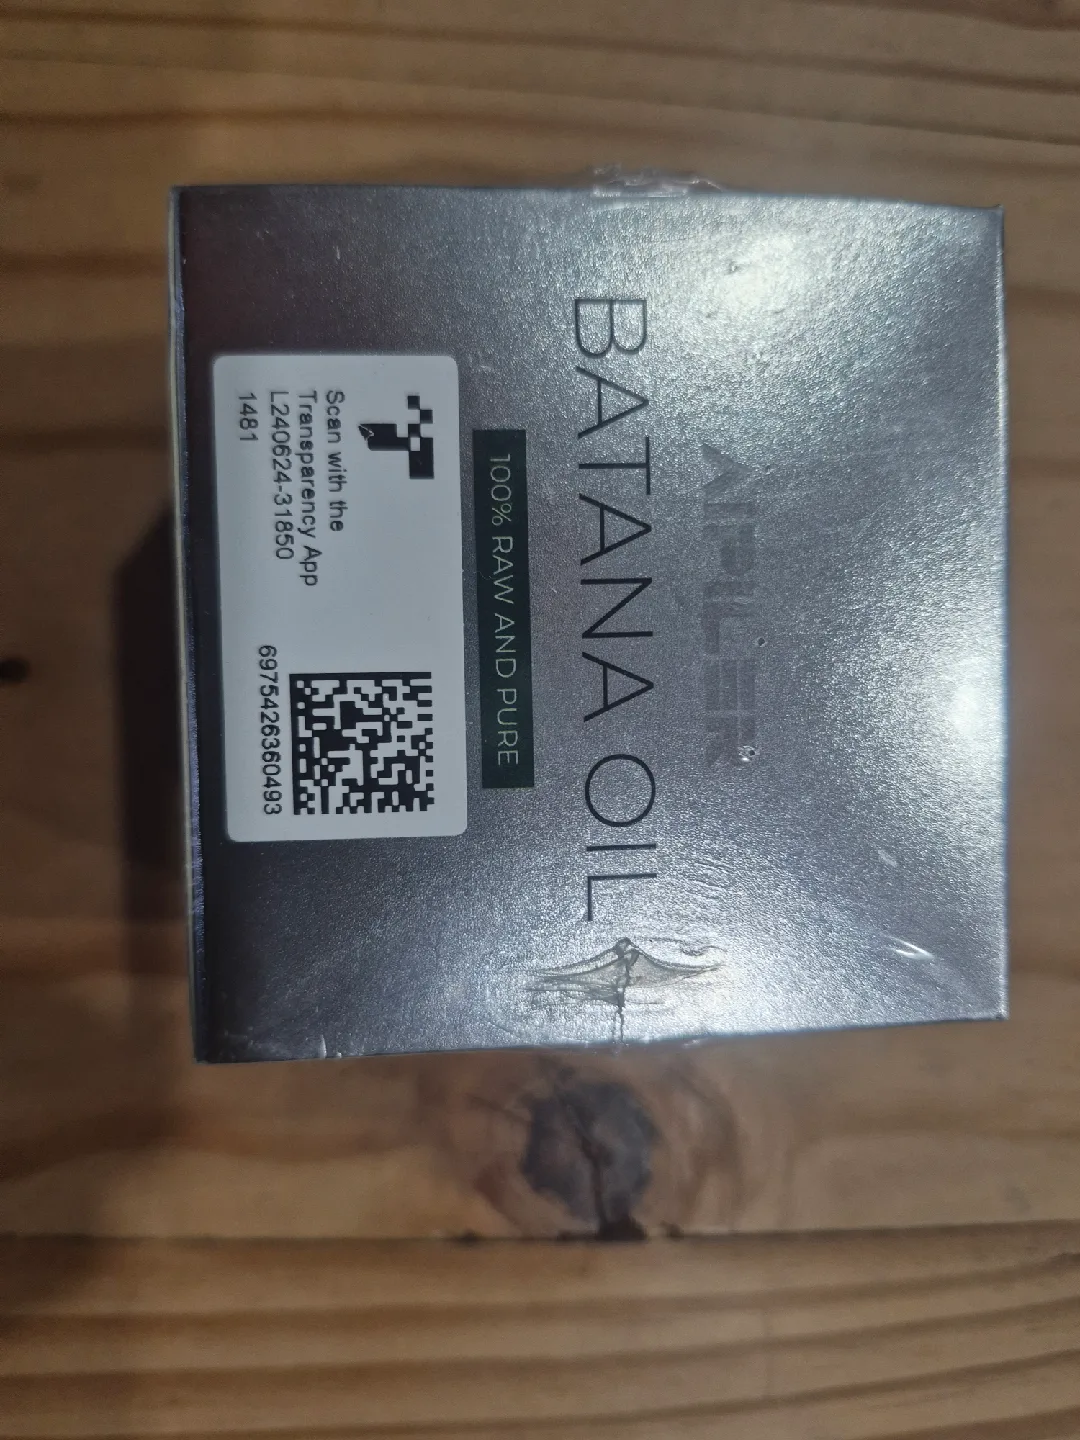 AIPILER
BATANA OIL
100% RAW AND PURE
Scan with the
Transparency App
L240624-31850
1481
6975426360493